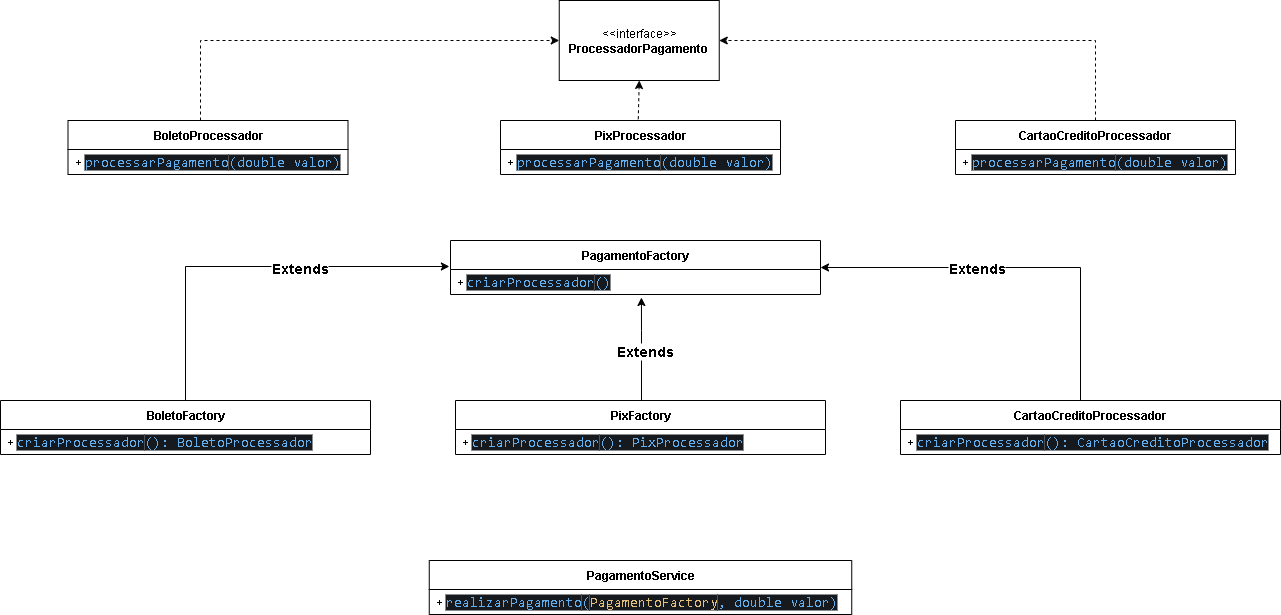 <<interface>>
ProcessadorPagamento
BoletoProcessador
+ processarPagamento(double valor)
PixProcessador
+ processarPagamento(double valor)
CartaoCreditoProcessador
+ processarPagamento(double valor)
PagamentoFactory
+ criarProcessador()
Extends
Extends
Extends
BoletoFactory
+ criarProcessador(): BoletoProcessador
PixFactory
+ criarProcessador(): PixProcessador
CartaoCreditoProcessador
+ criarProcessador(): CartaoCreditoProcessador
PagamentoService
+ realizarPagamento(PagamentoFactory, double valor)